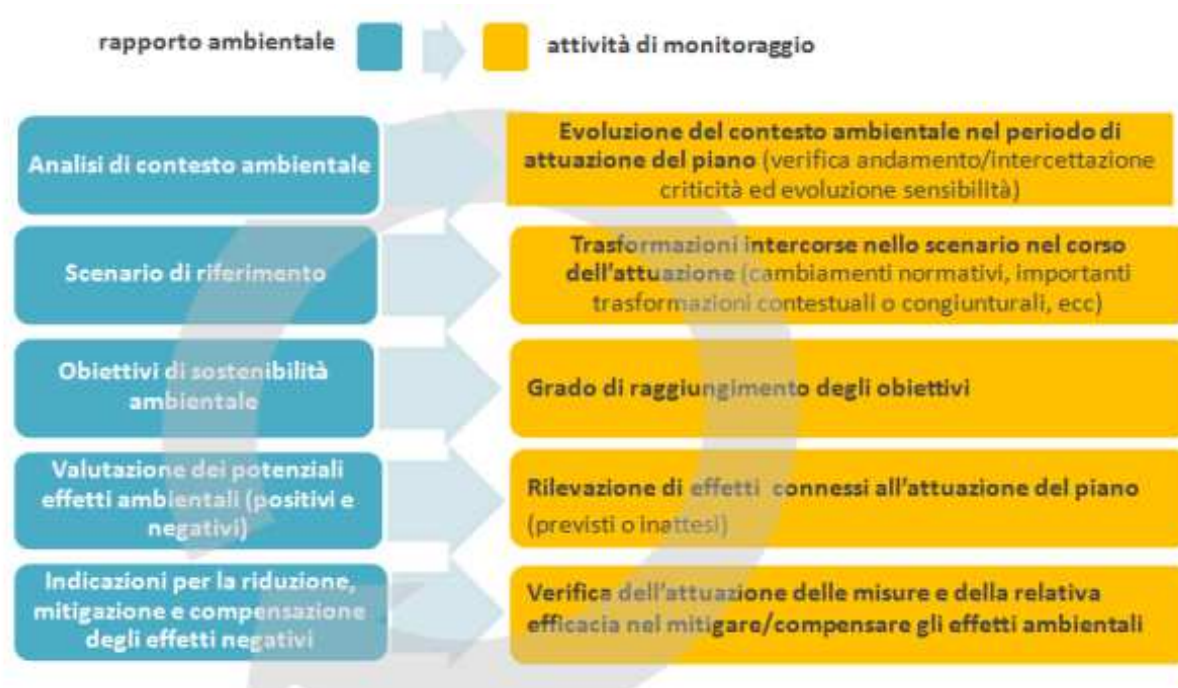 rapporto ambientale
attività di monitoraggio
Analisi di contesto ambientale
Evoluzione del contesto ambientale nel periodo di
attuazione del piano (verifica andamento/intercettazione
criticità ed evoluzione sensibilità)
Scenario di riferimento
Trasformazioni intercorse nello scenario nel corso
dell'attuazione (cambiamenti normativi, importanti
trasformazioni contestuali o congiunturali, ecc)
Obiettivi di sostenibilità
ambientale
Grado di raggiungimento degli obiettivi
Valutazione dei potenziali
effetti ambientali (positivi e
negativi)
Rilevazione di effetti connessi all'attuazione del piano
(previsti o inattesi)
Indicazioni per la riduzione,
mitigazione e compensazione
degli effetti negativi
Verifica dell'attuazione delle misure e della relativa
efficacia nel mitigare/compensare gli effetti ambientali